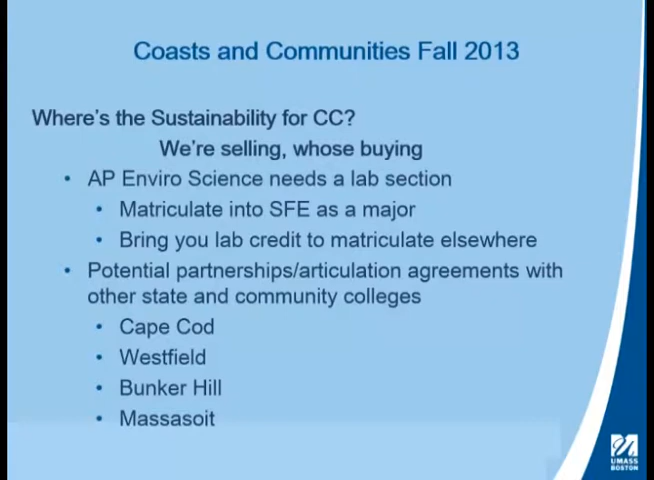 Coasts and Communities Fall 2013
Where's the Sustainability for CC?
We're selling, whose buying
• AP Enviro Science needs a lab section
• Matriculate into SFE as a major
• Bring you lab credit to matriculate elsewhere
• Potential partnerships/articulation agreements with
other state and community colleges
• Cape Cod
• Westfield
• Bunker Hill
• Massasoit
UMASS
BOSTON